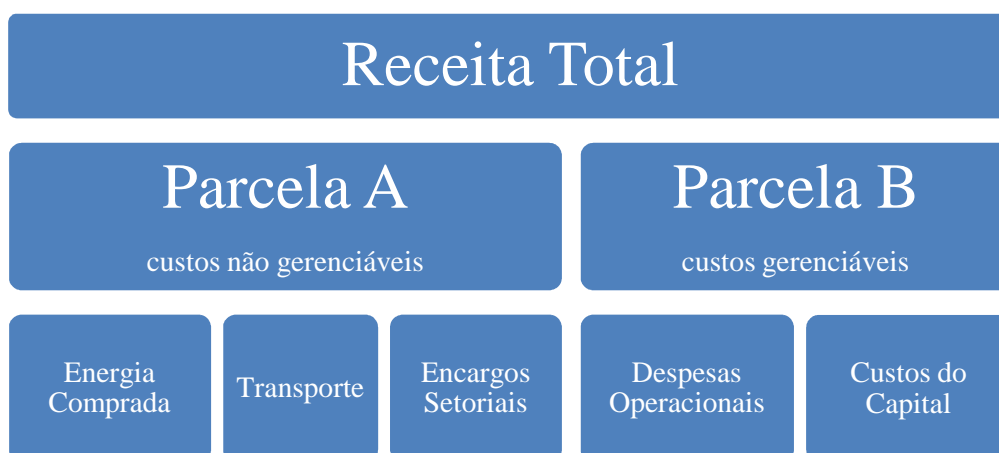 Receita Total
Parcela A
custos não gerenciáveis
Parcela B
custos gerenciáveis
Energia
Comprada
Transporte
Encargos
Setoriais
Despesas
Operacionais
Custos do
Capital